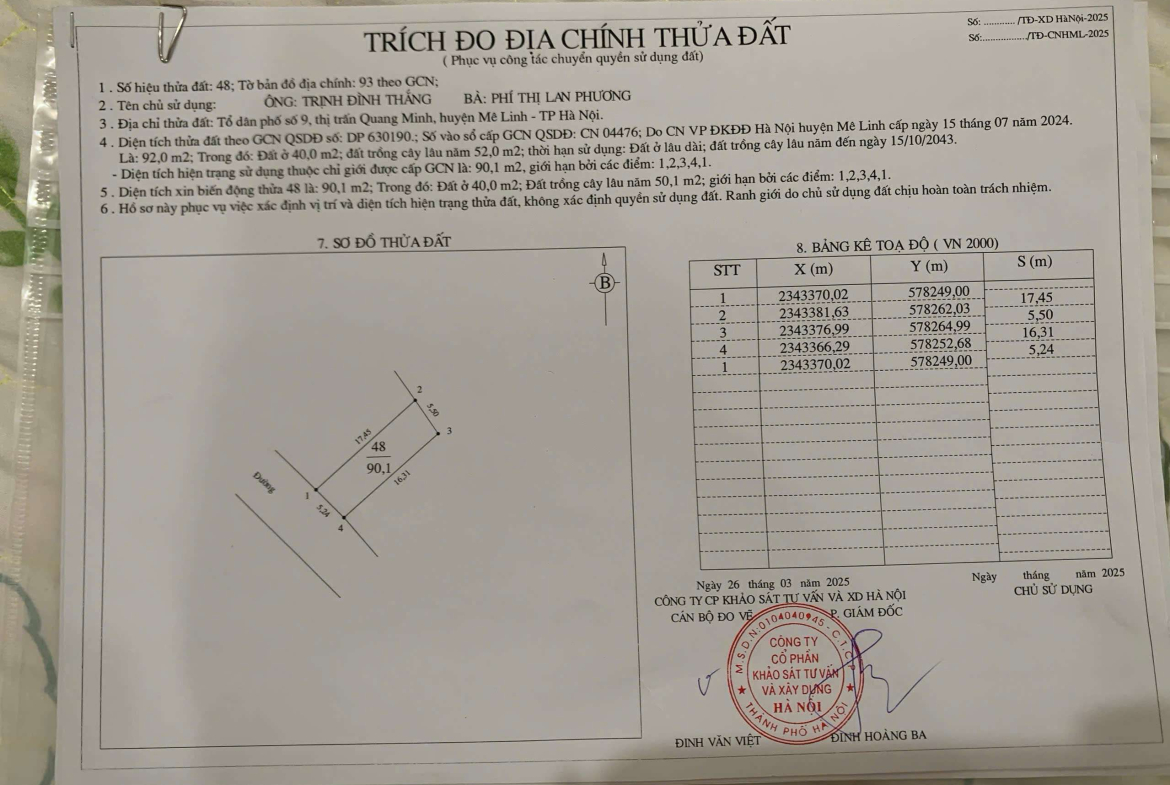 Số: ............ /TĐ-XD HàNội-2025
Số:................../TĐ-CNHML-2025
TRÍCH ĐO ĐỊA CHÍNH THỬA ĐẤT
( Phục vụ công tác chuyển quyền sử dụng đất)
1 . Số hiệu thửa đất: 48; Tờ bản đồ địa chính: 93 theo GCN;
2 . Tên chủ sử dụng: ÔNG: TRỊNH ĐÌNH THẮNG BÀ: PHÍ THỊ LAN PHƯƠNG
3 . Địa chỉ thửa đất: Tổ dân phố số 9, thị trấn Quang Minh, huyện Mê Linh - TP Hà Nội.
4 . Diện tích thửa đất theo GCN QSDĐ số: DP 630190.; Số vào sổ cấp GCN QSDĐ: CN 04476; Do CN VP ĐKĐĐ Hà Nội huyện Mê Linh cấp ngày 15 tháng 07 năm 2024.
Là: 92,0 m2; Trong đó: Đất ở 40,0 m2; đất trồng cây lâu năm 52,0 m2; thời hạn sử dụng: Đất ở lâu dài; đất trồng cây lâu năm đến ngày 15/10/2043.
- Diện tích hiện trạng sử dụng thuộc chỉ giới được cấp GCN là: 90,1 m2, giới hạn bởi các điểm: 1,2,3,4,1.
5 . Diện tích xin biến động thửa 48 là: 90,1 m2; Trong đó: Đất ở 40,0 m2; Đất trồng cây lâu năm 50,1 m2; giới hạn bởi các điểm: 1,2,3,4,1.
6 . Hồ sơ này phục vụ việc xác định vị trí và diện tích hiện trạng thửa đất, không xác định quyền sử dụng đất. Ranh giới do chủ sử dụng đất chịu hoàn toàn trách nhiệm.
7. SƠ ĐỒ THỬA ĐẤT
B
2
5,50
3
17,45
48
90,1
16,31
Đường
1
5,24
4
8. BẢNG KÊ TOẠ ĐỘ ( VN 2000)
STT X (m) Y (m) S (m)
1 2343370,02 578249,00
17,45
2 2343381,63 578262,03
5,50
3 2343376,99 578264,99
16,31
4 2343366,29 578252,68
5,24
1 2343370,02 578249,00
Ngày 26 tháng 03 năm 2025
CÔNG TY CP KHẢO SÁT TƯ VẤN VÀ XD HÀ NỘI
CÁN BỘ ĐO VẼ P. GIÁM ĐỐC
Ngày tháng năm 2025
CHỦ SỬ DỤNG
M.S.D.N:0104040945-C.T.C.P
CÔNG TY
CỔ PHẦN
KHẢO SÁT TƯ VẤN
VÀ XÂY DỰNG
HÀ NỘI
THÀNH PHỐ HÀ NỘI
ĐINH VĂN VIỆT ĐINH HOÀNG BA